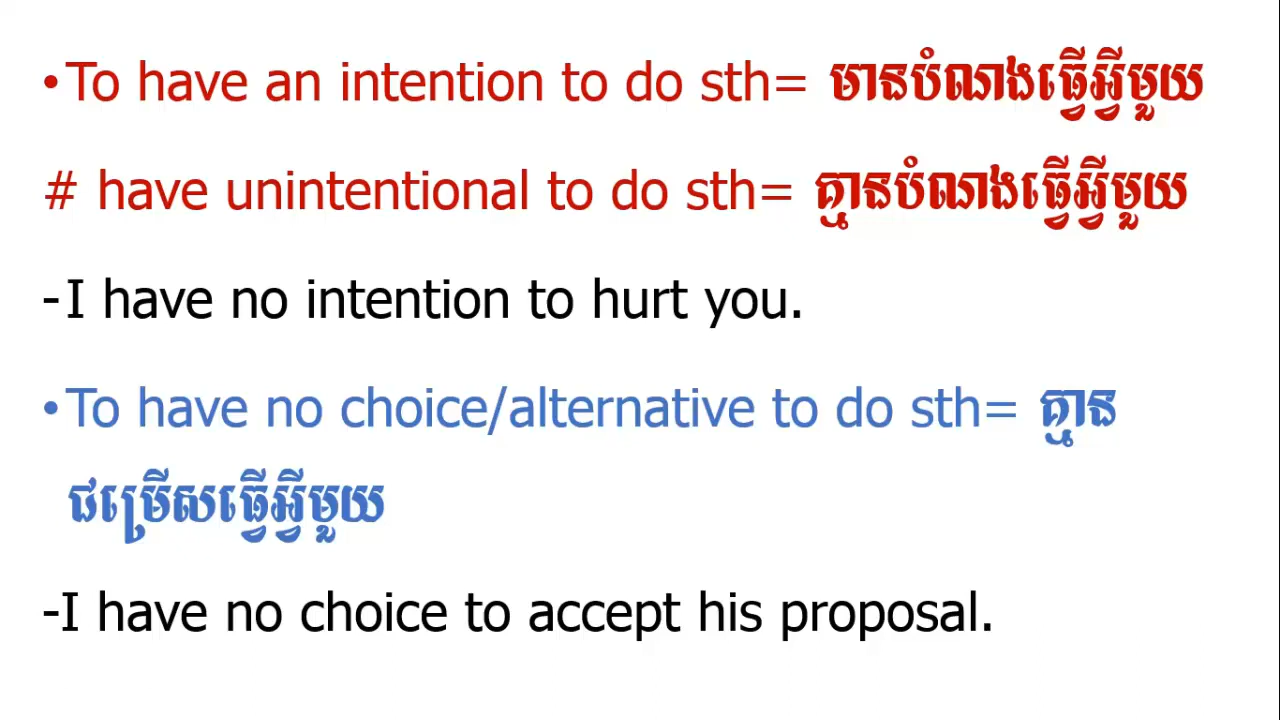 •To have an intention to do sth= មានបំណងធ្វើអ្វីមួយ
# have unintentional to do sth= គ្មានបំណងធ្វើអ្វីមួយ
-I have no intention to hurt you.
•To have no choice/alternative to do sth= គ្មាន
ជម្រើសធ្វើអ្វីមួយ
-I have no choice to accept his proposal.